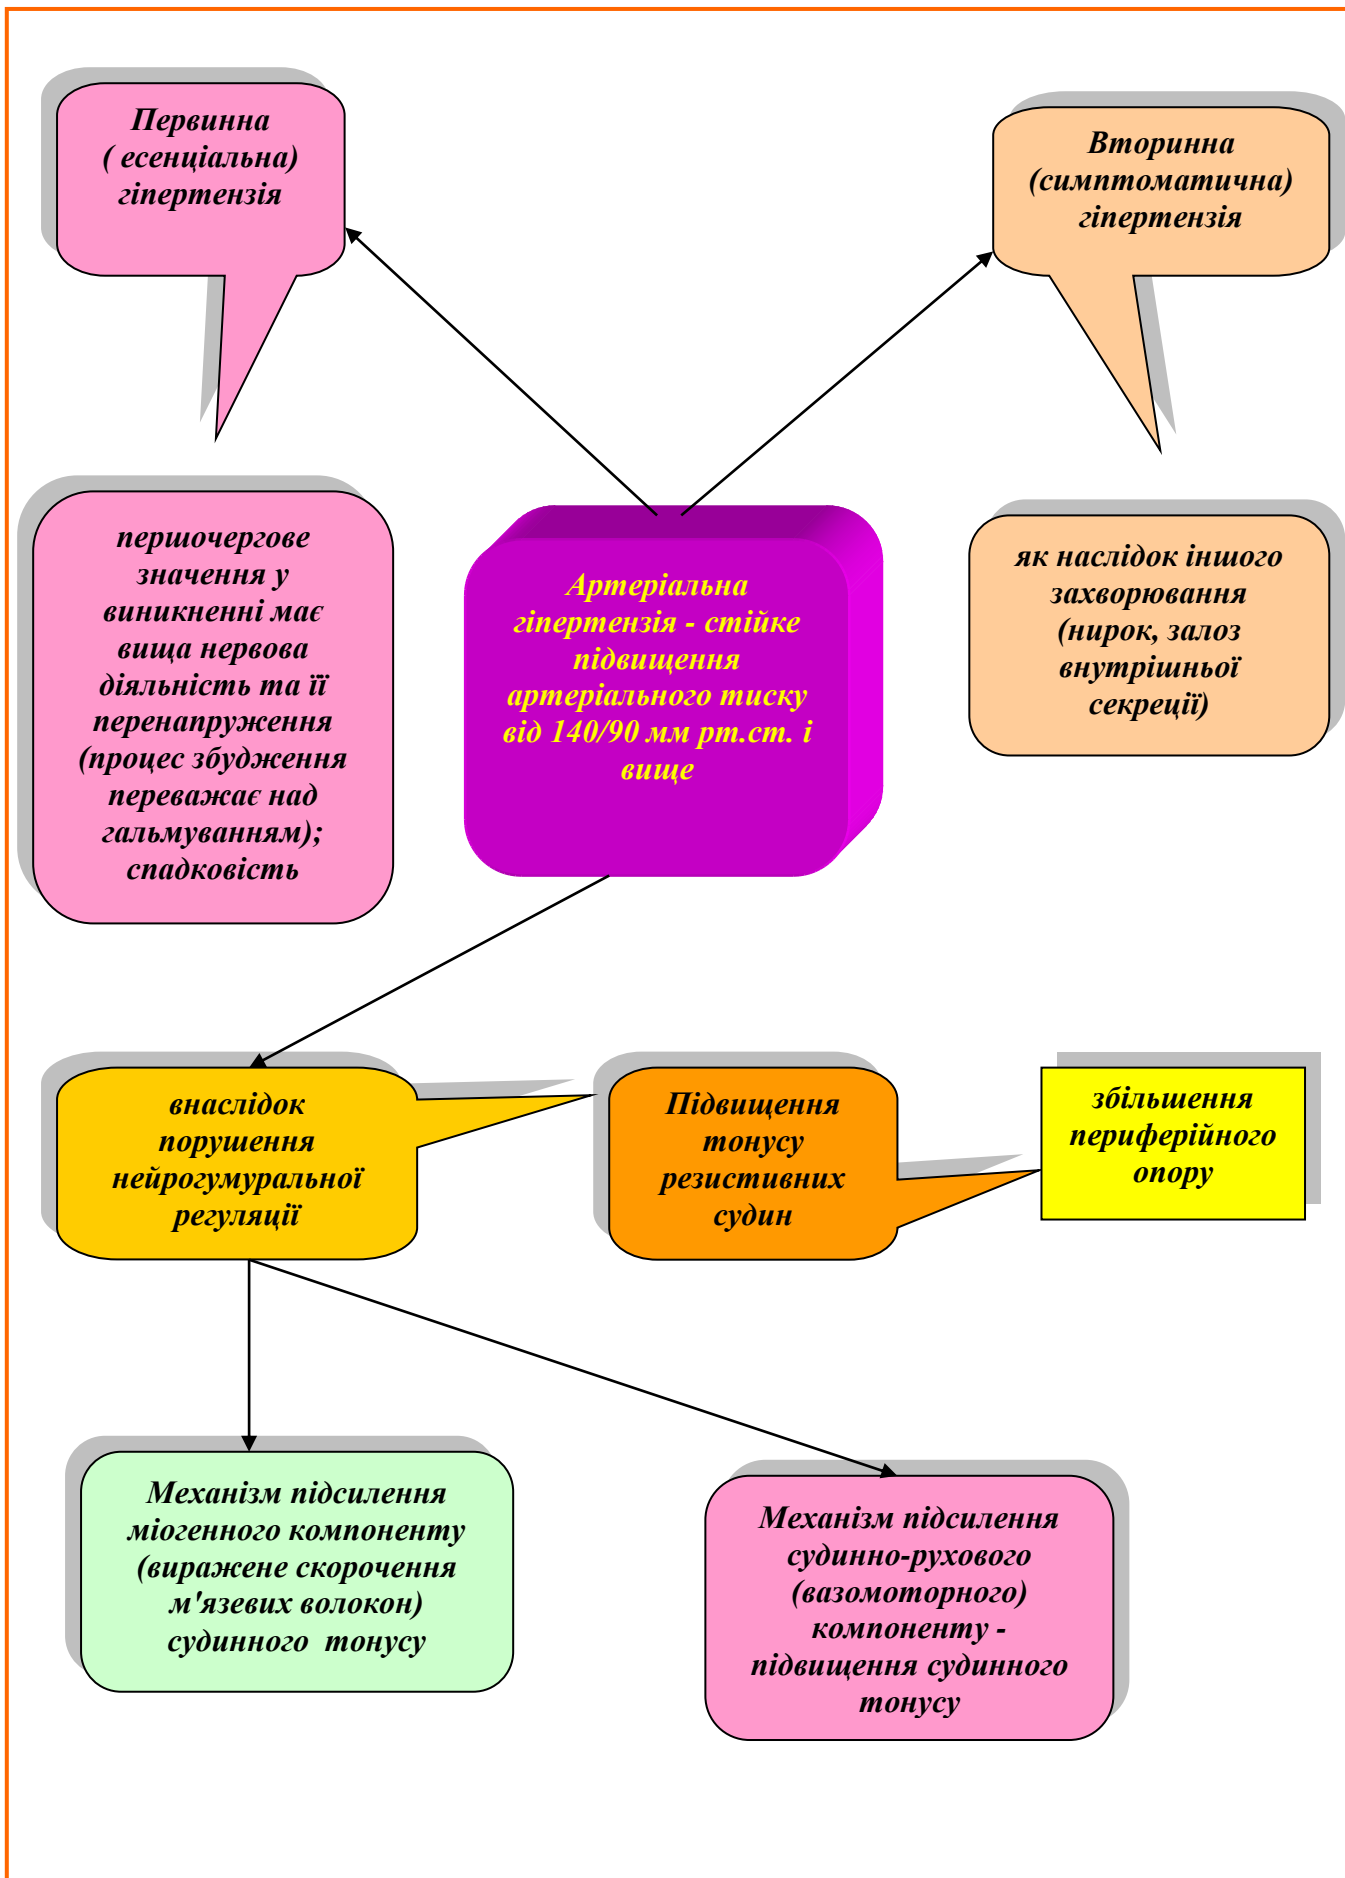 Первинна
( есенціальна)
гіпертензія
Вторинна
(симптоматична)
гіпертензія
першочергове
значення у
виникненні має
вища нервова
діяльність та її
перенапруження
(процес збудження
переважає над
гальмуванням);
спадковість
Артеріальна
гіпертензія - стійке
підвищення
артеріального тиску
від 140/90 мм рт.ст. і
вище
як наслідок іншого
захворювання
(нирок, залоз
внутрішньої
секреції)
внаслідок
порушення
нейрогумуральної
регуляції
Підвищення
тонусу
резистивних
судин
збільшення
периферійного
опору
Механізм підсилення
міогенного компоненту
(виражене скорочення
м'язевих волокон)
судинного тонусу
Механізм підсилення
судинно-рухового
(вазомоторного)
компоненту -
підвищення судинного
тонусу